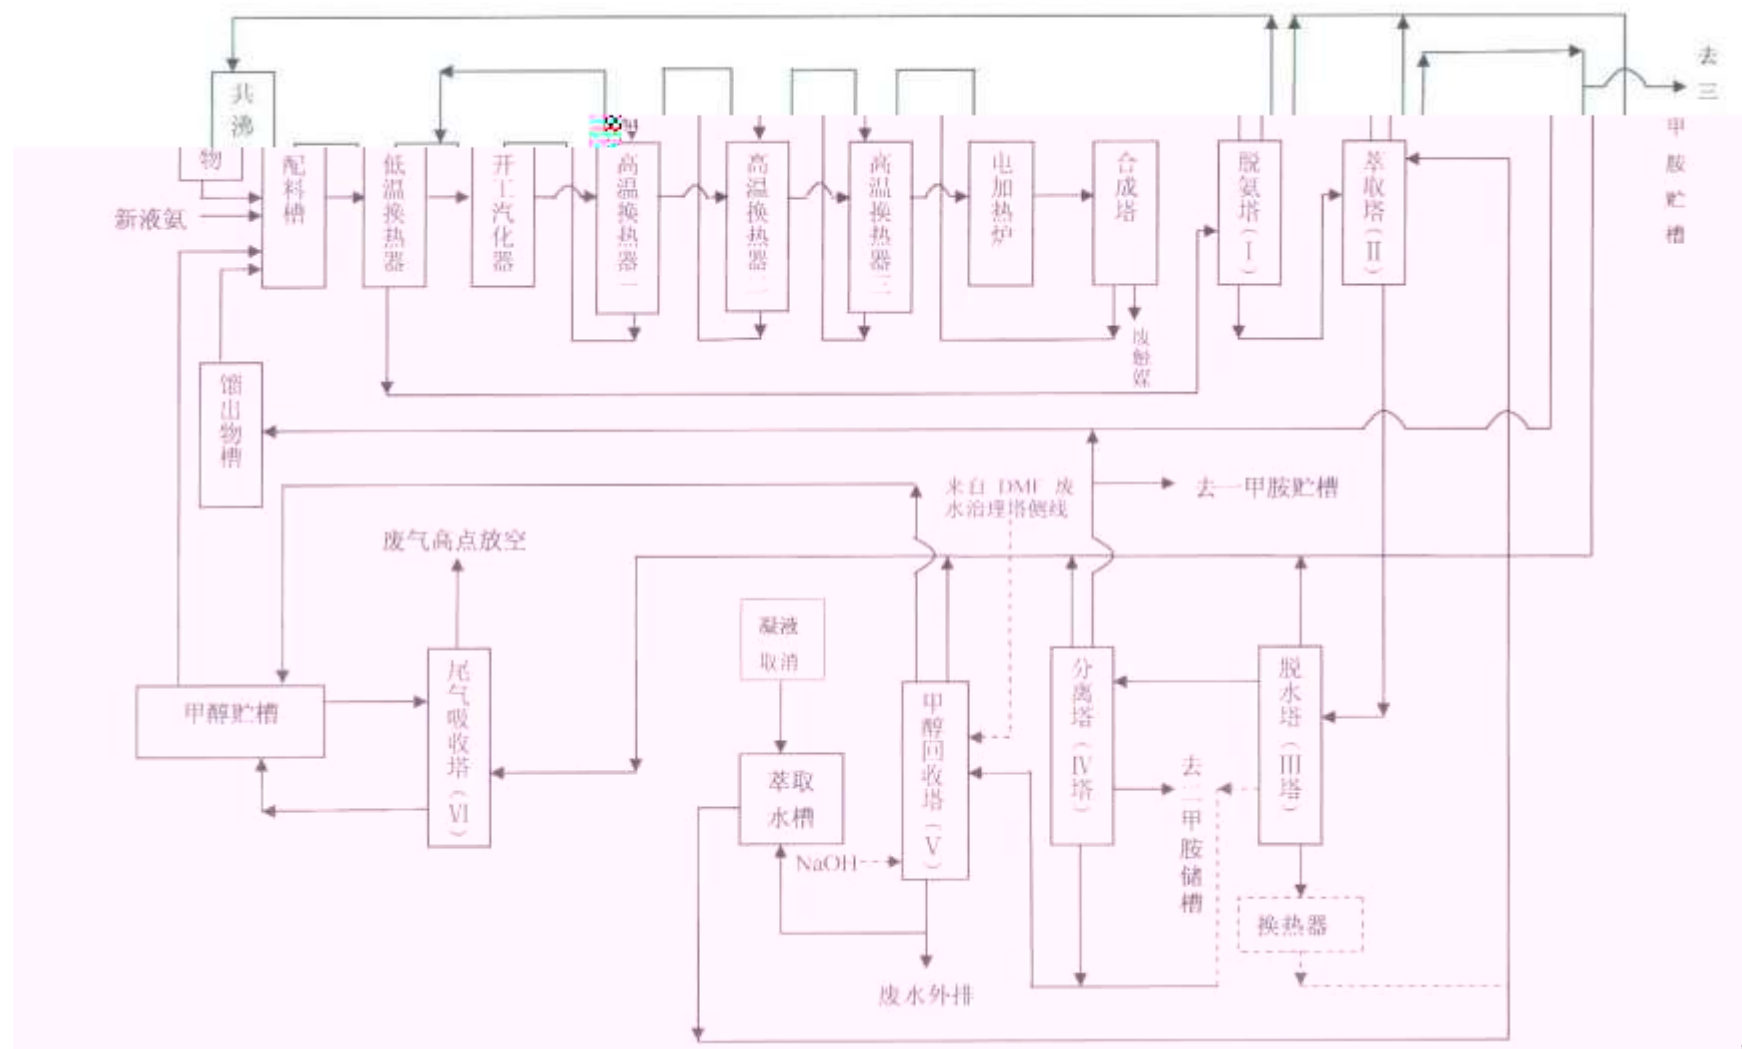 共沸物
新液氨
配料槽
低温换热器
开工汽化器
高温换热器一
高温换热器二
高温换热器三
电加热炉
合成塔
脱氨塔(I)
萃取塔(II)
去三甲胺贮槽
废触媒
馏出物槽
来自 DMF 废
水治理塔侧线
去一甲胺贮槽
废气高点放空
凝液
取消
甲醇贮槽
尾气吸收塔(VI)
萃取
水槽
甲醇回收塔(V)
分离塔(IV塔)
去二甲胺储槽
脱水塔(III塔)
NaOH
换热器
废水外排